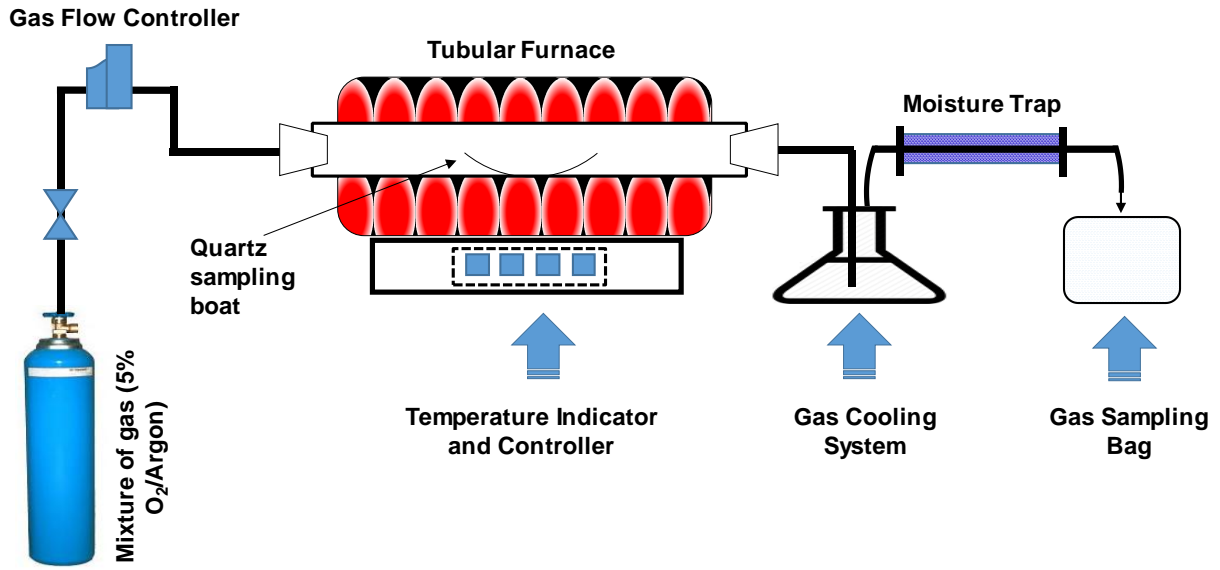 Gas Flow Controller
Tubular Furnace
Moisture Trap
Quartz
sampling
boat
Mixture of gas (5%
O₂/Argon)
Temperature Indicator
and Controller
Gas Cooling
System
Gas Sampling
Bag